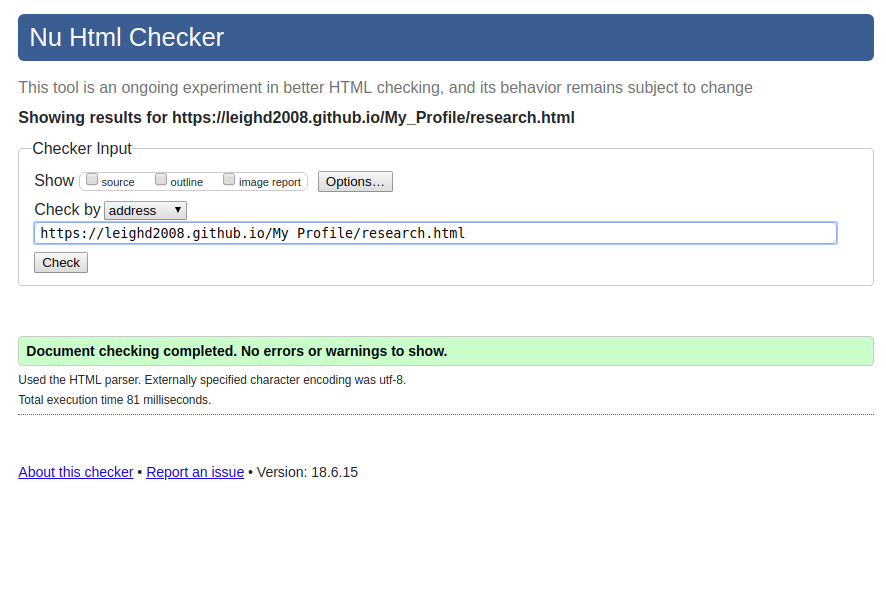 Nu Html Checker
This tool is an ongoing experiment in better HTML checking, and its behavior remains subject to change
Showing results for https://leighd2008.github.io/My_Profile/research.html
Checker Input
Show source outline image report Options…
Check by address
https://leighd2008.github.io/My Profile/research.html
Check
Document checking completed. No errors or warnings to show.
Used the HTML parser. Externally specified character encoding was utf-8.
Total execution time 81 milliseconds.
About this checker • Report an issue • Version: 18.6.15